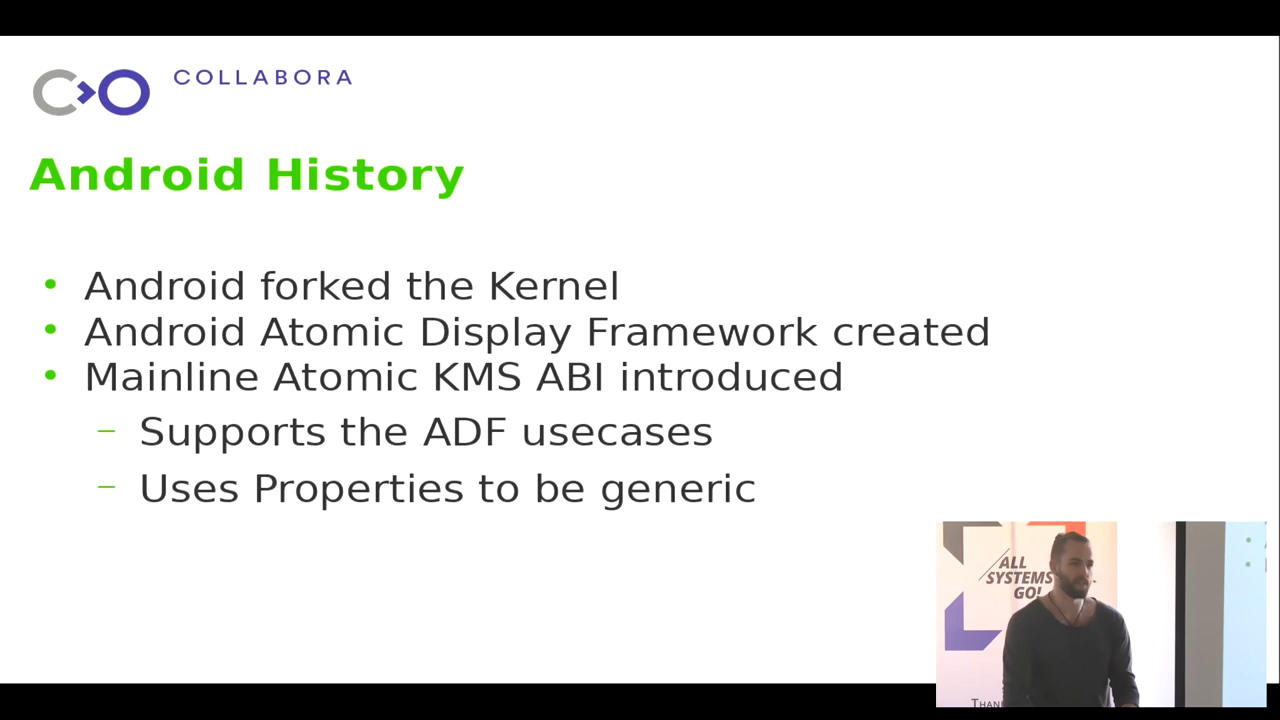 COLLABORA
Android History
• Android forked the Kernel
• Android Atomic Display Framework created
• Mainline Atomic KMS ABI introduced
– Supports the ADF usecases
– Uses Properties to be generic
ALL
SYSTEMS
GO!